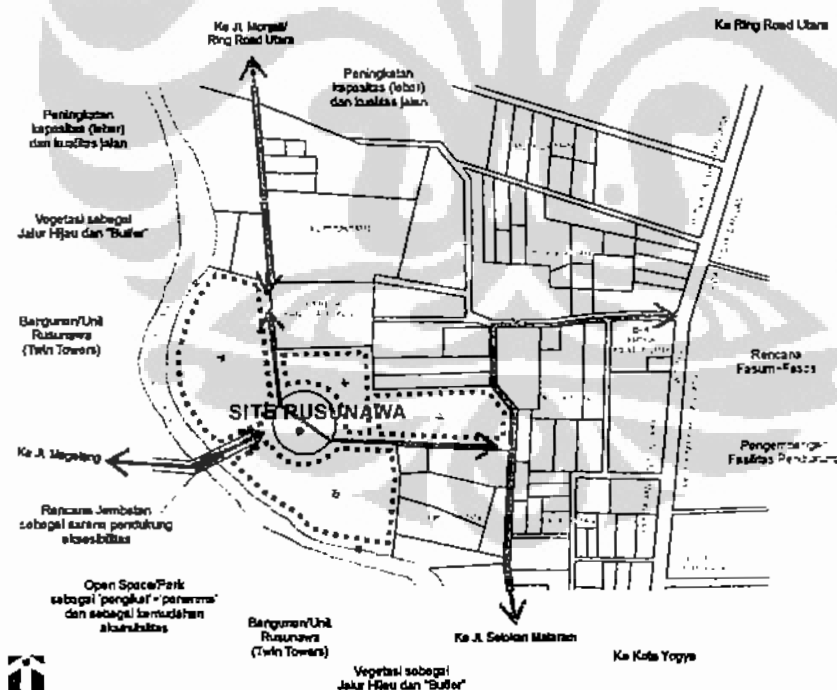 Ke Jl. Monjali/
Ring Road Utara
Ke Ring Road Utara
Peningkatan
kapasitas (lebar)
dan kualitas jalan
Peningkatan
kapasitas (lebar)
dan kualitas jalan
Vegetasi sebagai
Jalur Hijau dan "Bufer"
Bangunan/Unit
Rusunawa
(Twin Towers)
Rencana
Fasum-Fasos
SITE RUSUNAWA
Ke Jl. Magelang
Pengembangan
Fasilitas Pendukung
Rencana Jembatan
sebagai sarana pendukung
aksesibilitas
Open Space/Park
sebagai 'pengikat'
dan sebagai kemudahan
aksesibilitas
Bangunan/Unit
Rusunawa
(Twin Towers)
Ke Jl. Selokan Mataram
Ke Kota Yogya
Vegetasi sebagai
Jalur Hijau dan "Bufer"